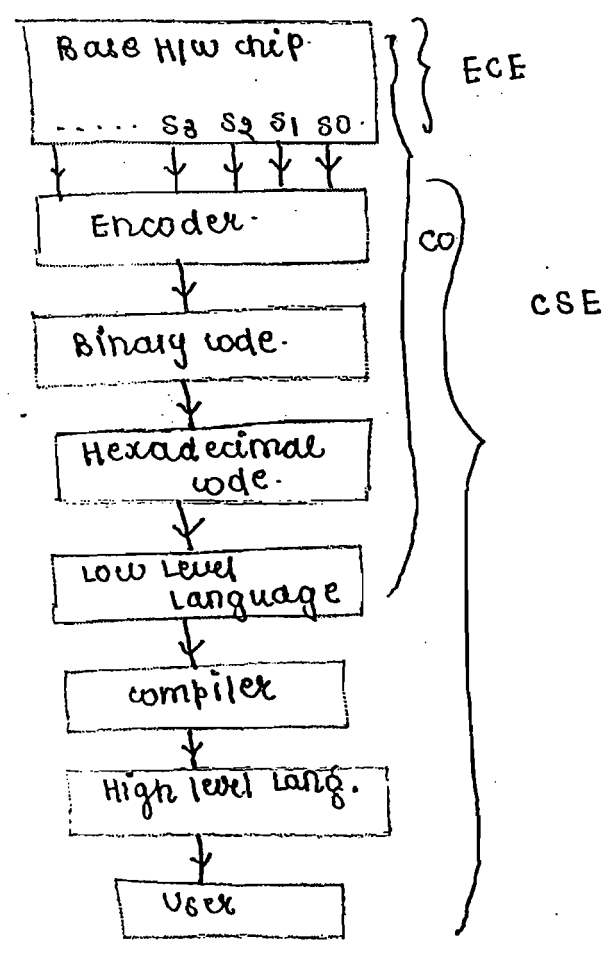 Base H/W chip.
ECE
...... S3 S2 S1 S0.
Encoder.
CO
CSE
Binary code.
Hexadecimal
code.
Low Level
Language
compiler
High level Lang.
User